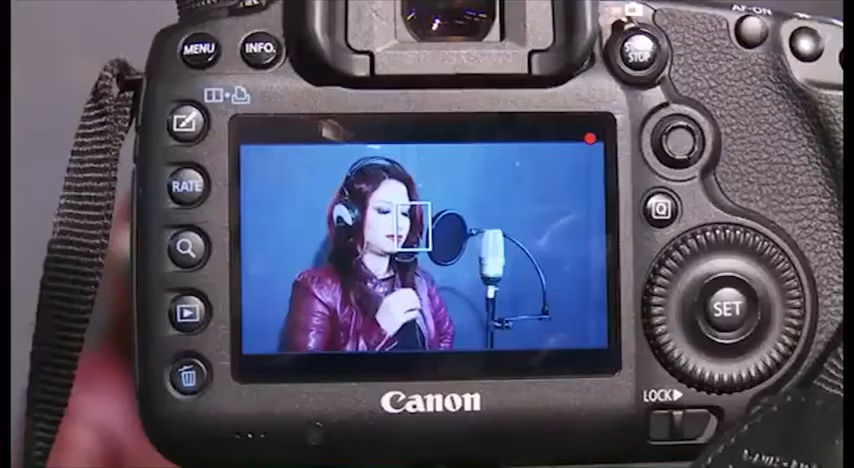 MENU
INFO.
START
STOP
AF-ON
RATE
Q
SET
Canon
LOCK▶